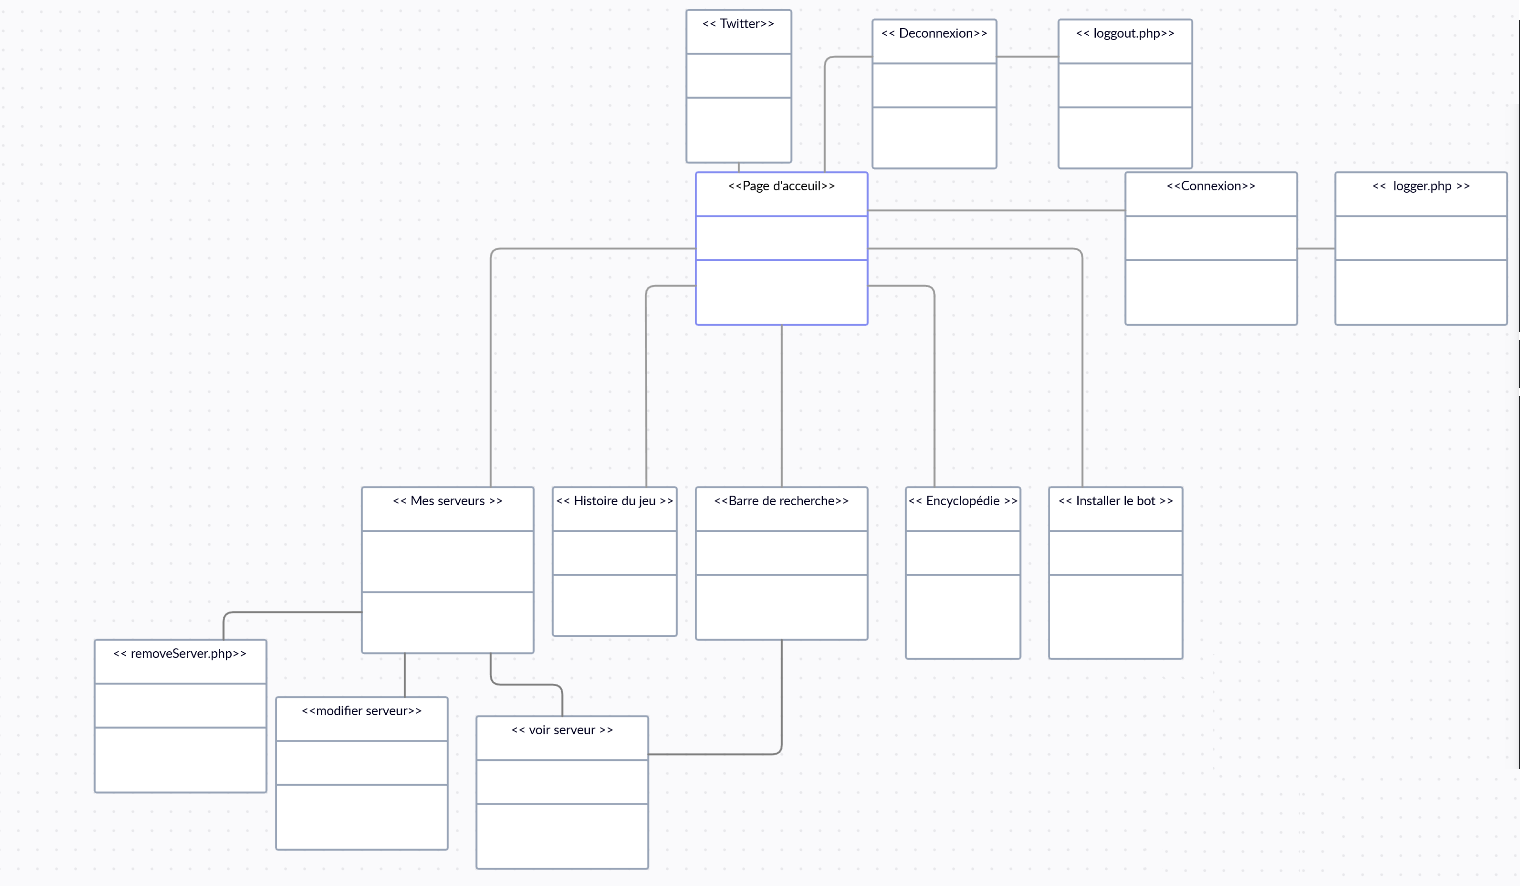 << Twitter>>
<< Deconnexion>>
<< loggout.php>>
<<Page d'acceuil>>
<<Connexion>>
<< logger.php >>
<< Mes serveurs >>
<< Histoire du jeu >>
<<Barre de recherche>>
<< Encyclopédie >>
<< Installer le bot >>
<< removeServer.php>>
<<modifier serveur>>
<< voir serveur >>